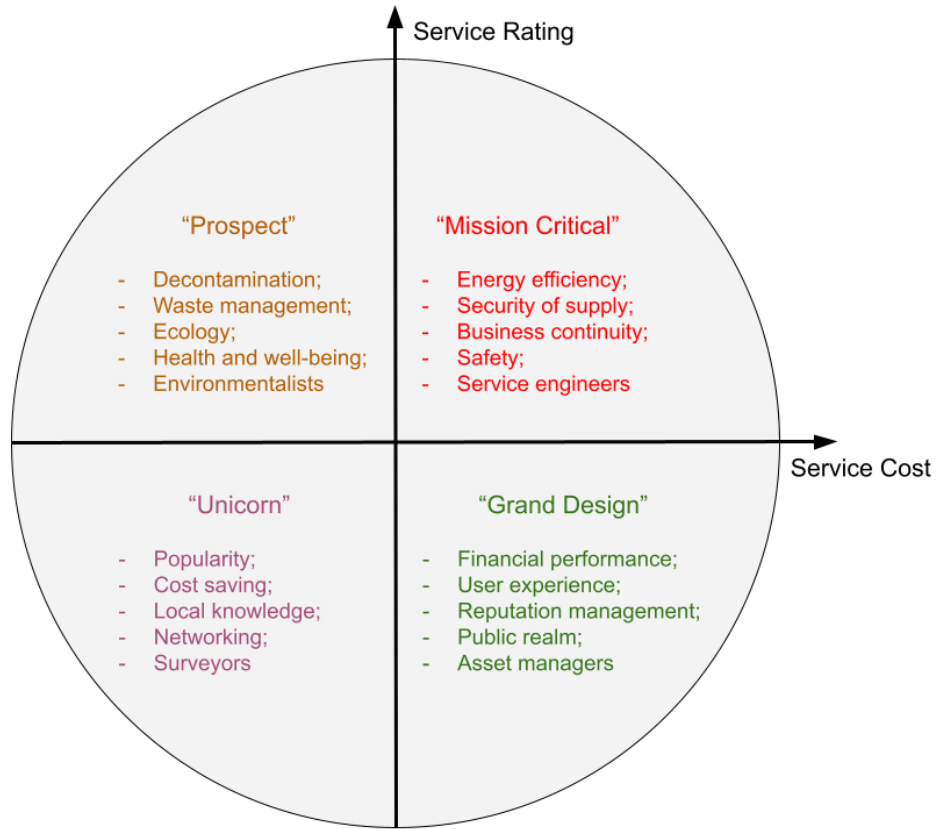 Service Rating
“Prospect”
- Decontamination;
- Waste management;
- Ecology;
- Health and well-being;
- Environmentalists
“Mission Critical”
- Energy efficiency;
- Security of supply;
- Business continuity;
- Safety;
- Service engineers
Service Cost
“Unicorn”
- Popularity;
- Cost saving;
- Local knowledge;
- Networking;
- Surveyors
“Grand Design”
- Financial performance;
- User experience;
- Reputation management;
- Public realm;
- Asset managers